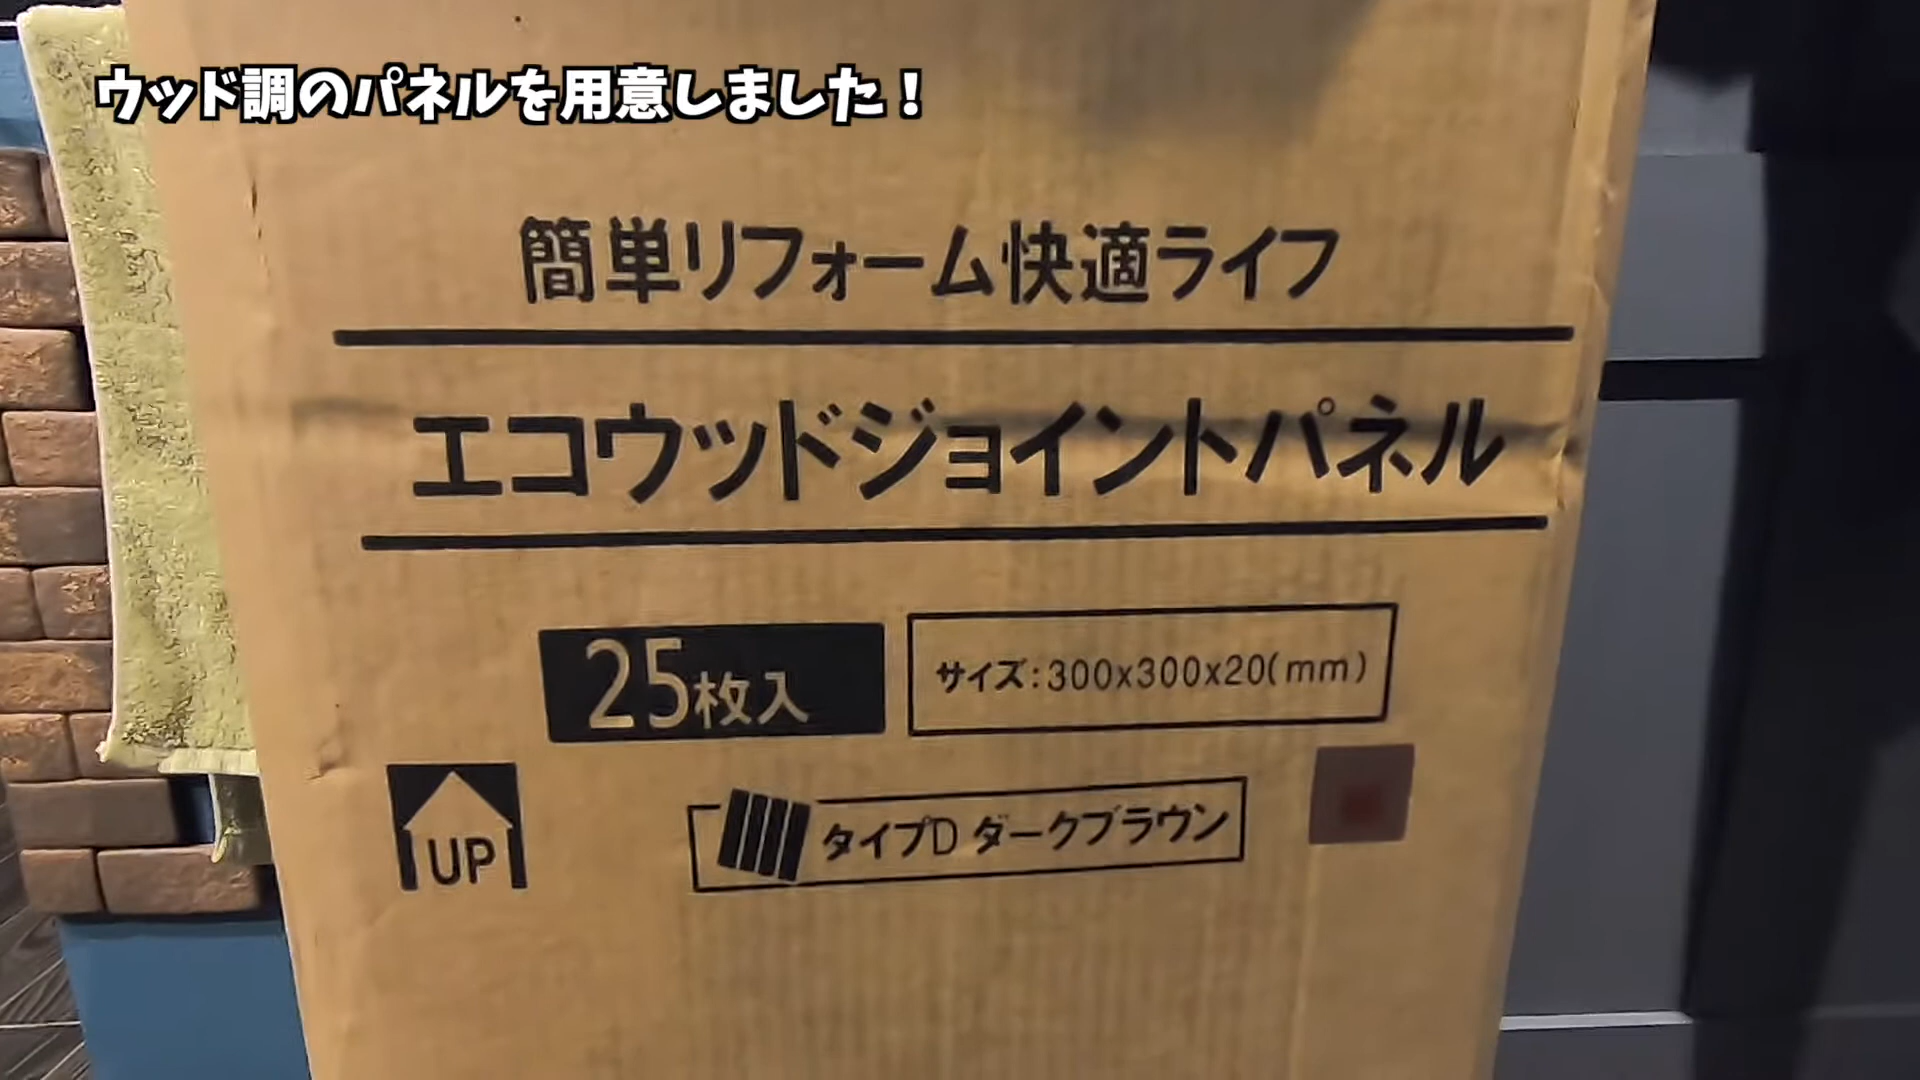 ウッド調のパネルを用意しました!
簡単リフォーム快適ライフ
エコウッドジョイントパネル
25枚入
サイズ:300x300x20(mm)
UP
タイプD ダークブラウン